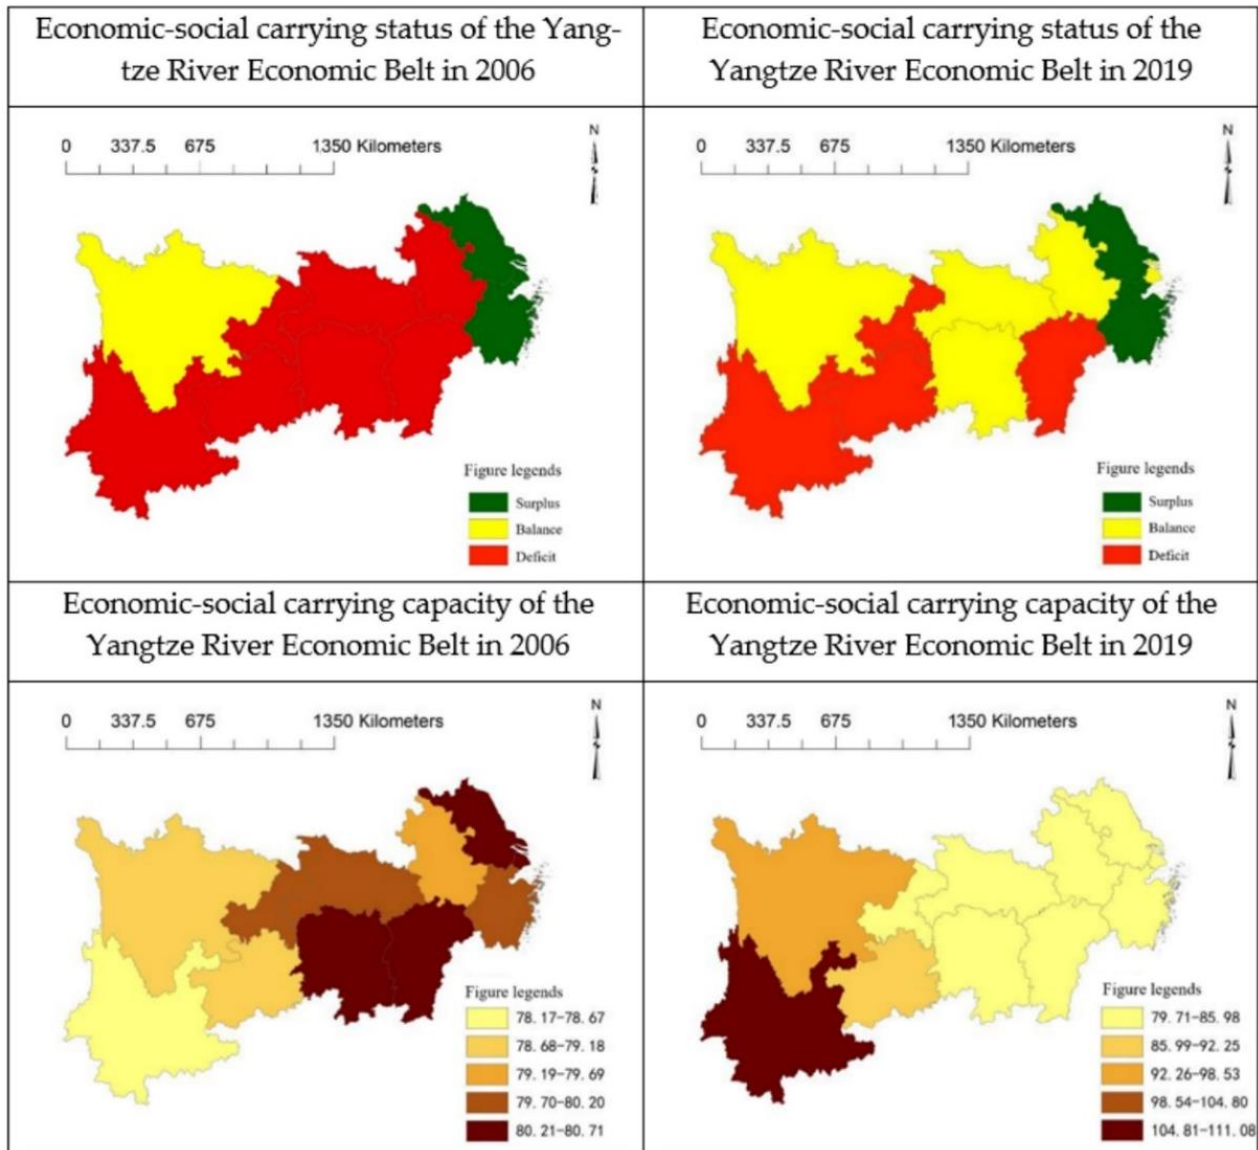 Economic-social carrying status of the Yang-
tze River Economic Belt in 2006
Economic-social carrying status of the
Yangtze River Economic Belt in 2019
0 337.5 675 1350 Kilometers
N
Figure legends
Surplus
Balance
Deficit
0 337.5 675 1350 Kilometers
N
Figure legends
Surplus
Balance
Deficit
Economic-social carrying capacity of the
Yangtze River Economic Belt in 2006
Economic-social carrying capacity of the
Yangtze River Economic Belt in 2019
0 337.5 675 1350 Kilometers
N
Figure legends
78.17-78.67
78.68-79.18
79.19-79.69
79.70-80.20
80.21-80.71
0 337.5 675 1350 Kilometers
N
Figure legends
79.71-85.98
85.99-92.25
92.26-98.53
98.54-104.80
104.81-111.08